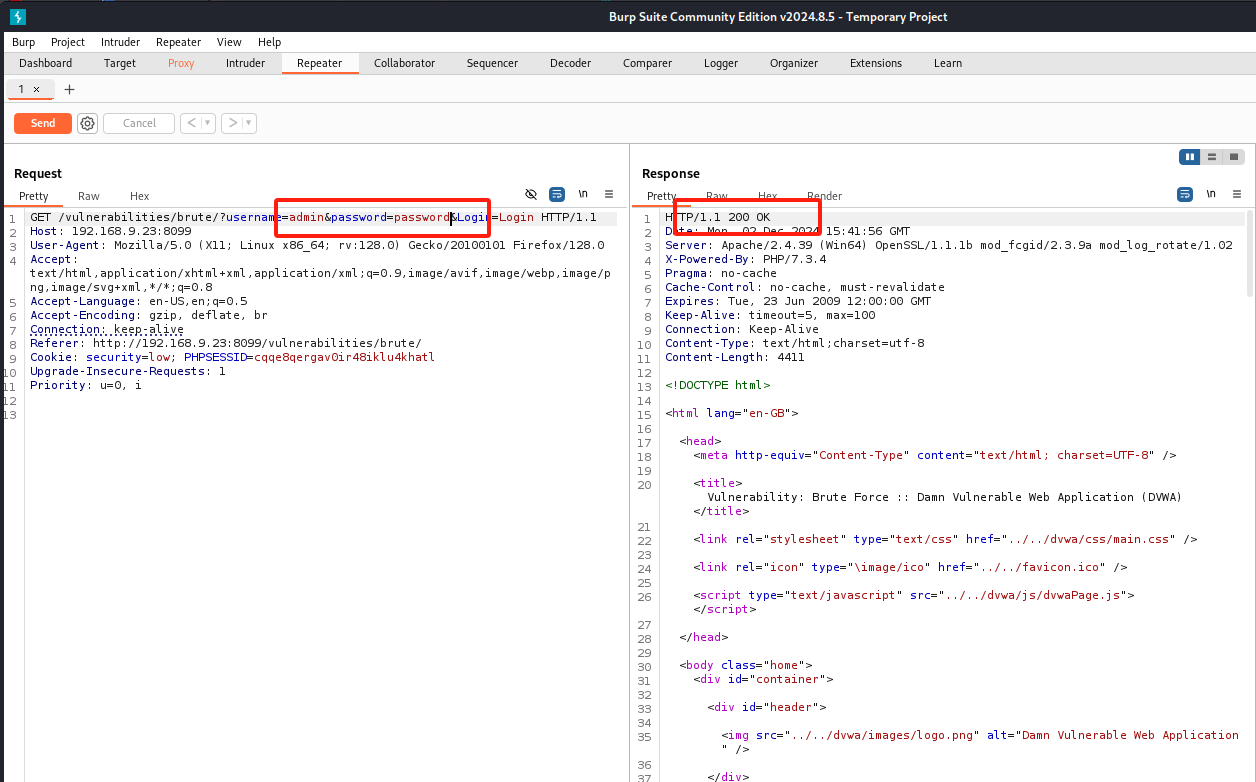 Burp Suite Community Edition v2024.8.5 - Temporary Project
Burp Project Intruder Repeater View Help
Dashboard Target Proxy Intruder Repeater Collaborator Sequencer Decoder Comparer Logger Organizer Extensions Learn
1 × +
Send Cancel < ▼ > ▼
Request
Pretty Raw Hex
\n
1 GET /vulnerabilities/brute/?username=admin&password=password&Login=Login HTTP/1.1
2 Host: 192.168.9.23:8099
3 User-Agent: Mozilla/5.0 (X11; Linux x86_64; rv:128.0) Gecko/20100101 Firefox/128.0
4 Accept:
text/html,application/xhtml+xml,application/xml;q=0.9,image/avif,image/webp,image/p
ng,image/svg+xml,*/*;q=0.8
5 Accept-Language: en-US,en;q=0.5
6 Accept-Encoding: gzip, deflate, br
7 Connection: keep-alive
8 Referer: http://192.168.9.23:8099/vulnerabilities/brute/
9 Cookie: security=low; PHPSESSID=cqqe8qergav0ir48iklu4khatl
10 Upgrade-Insecure-Requests: 1
11 Priority: u=0, i
12
13
Response
Pretty Raw Hex Render
\n
1 HTTP/1.1 200 OK
2 Date: Mon, 02 Dec 2024 15:41:56 GMT
3 Server: Apache/2.4.39 (Win64) OpenSSL/1.1.1b mod_fcgid/2.3.9a mod_log_rotate/1.02
4 X-Powered-By: PHP/7.3.4
5 Pragma: no-cache
6 Cache-Control: no-cache, must-revalidate
7 Expires: Tue, 23 Jun 2009 12:00:00 GMT
8 Keep-Alive: timeout=5, max=100
9 Connection: Keep-Alive
10 Content-Type: text/html;charset=utf-8
11 Content-Length: 4411
12
13 <!DOCTYPE html>
14
15 <html lang="en-GB">
16
17 <head>
18 <meta http-equiv="Content-Type" content="text/html; charset=UTF-8" />
19
20 <title>
Vulnerability: Brute Force :: Damn Vulnerable Web Application (DVWA)
</title>
21
22 <link rel="stylesheet" type="text/css" href="../../dvwa/css/main.css" />
23
24 <link rel="icon" type="\image/ico" href="../../favicon.ico" />
25
26 <script type="text/javascript" src="../../dvwa/js/dvwaPage.js">
</script>
27
28 </head>
29
30 <body class="home">
31 <div id="container">
32
33 <div id="header">
34
35 <img src="../../dvwa/images/logo.png" alt="Damn Vulnerable Web Application
" />
36
37 </div>